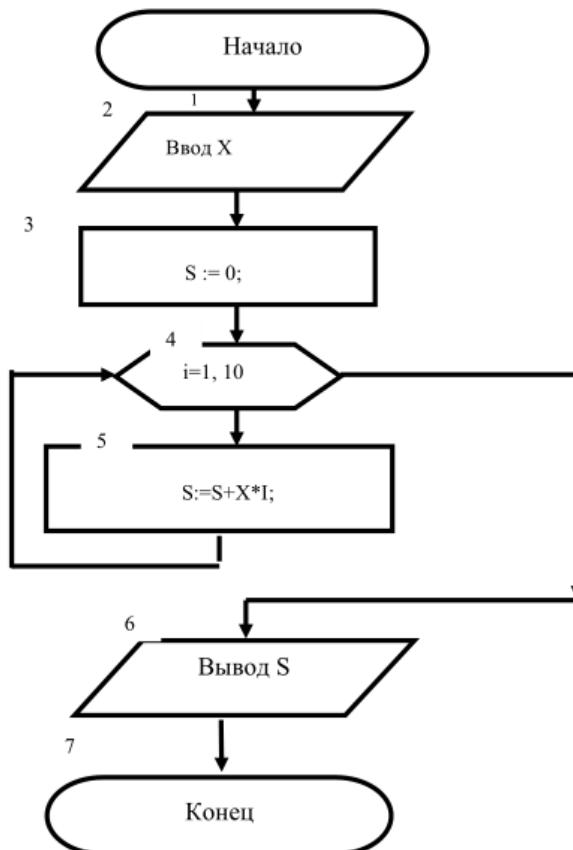 Начало
1
2
Ввод X
3
S := 0;
4
i=1, 10
5
S:=S+X*I;
6
Вывод S
7
Конец